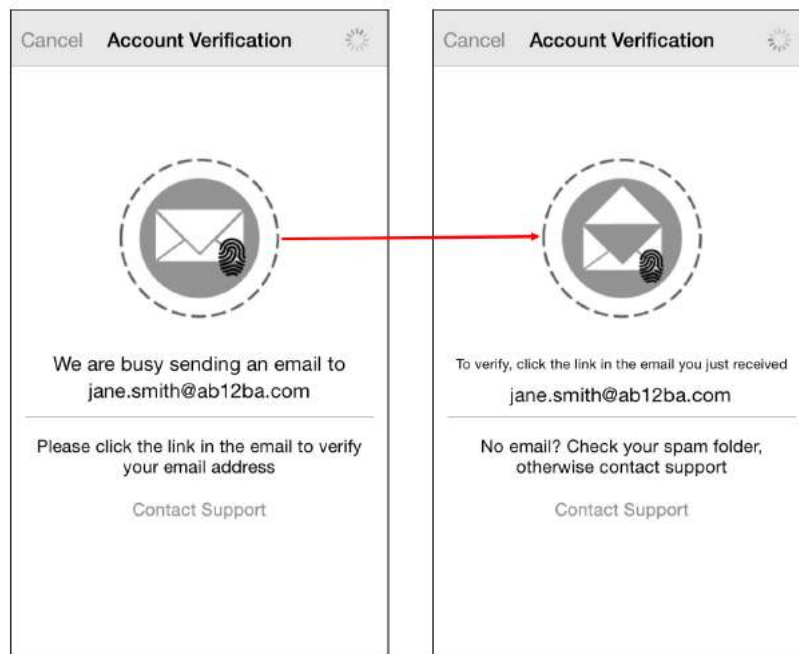 Cancel Account Verification
We are busy sending an email to
jane.smith@ab12ba.com
Please click the link in the email to verify
your email address
Contact Support
Cancel Account Verification
To verify, click the link in the email you just received
jane.smith@ab12ba.com
No email? Check your spam folder,
otherwise contact support
Contact Support